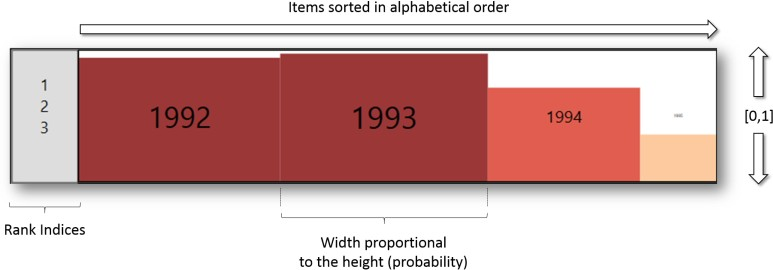 Items sorted in alphabetical order
1
2
3
1992
1993
1994
[0,1]
Rank Indices
Width proportional
to the height (probability)